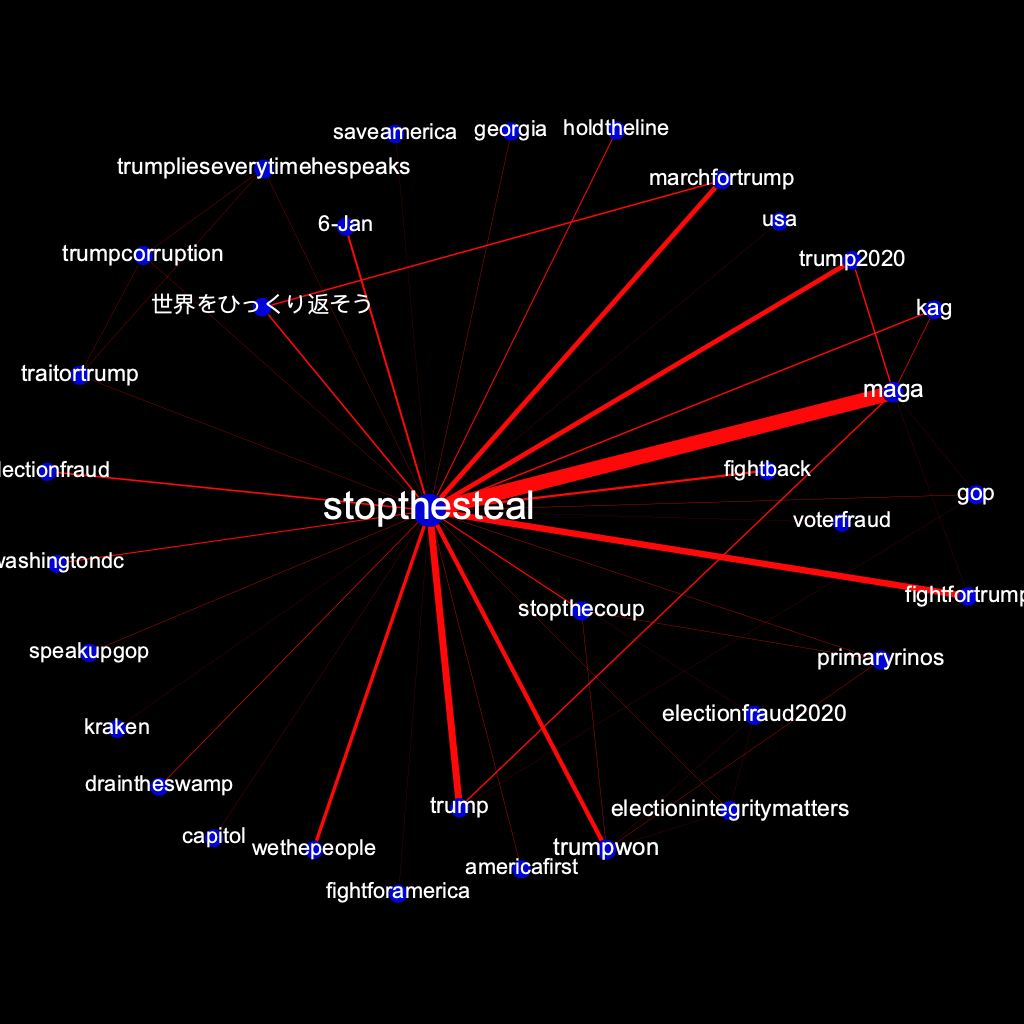 saveamerica
georgia
holdtheline
trumplieseverytimehespeaks
marchfortrump
6-Jan
usa
trumpcorruption
trump2020
世界をひっくり返そう
kag
traitortrump
maga
lectionfraud
fightback
gop
stopthesteal
voterfraud
washingtondc
fightfortrump
stopthecoup
speakupgop
primaryrinos
kraken
electionfraud2020
draintheswamp
trump
electionintegritymatters
capitol
wethepeople
trumpwon
americafirst
fightforamerica